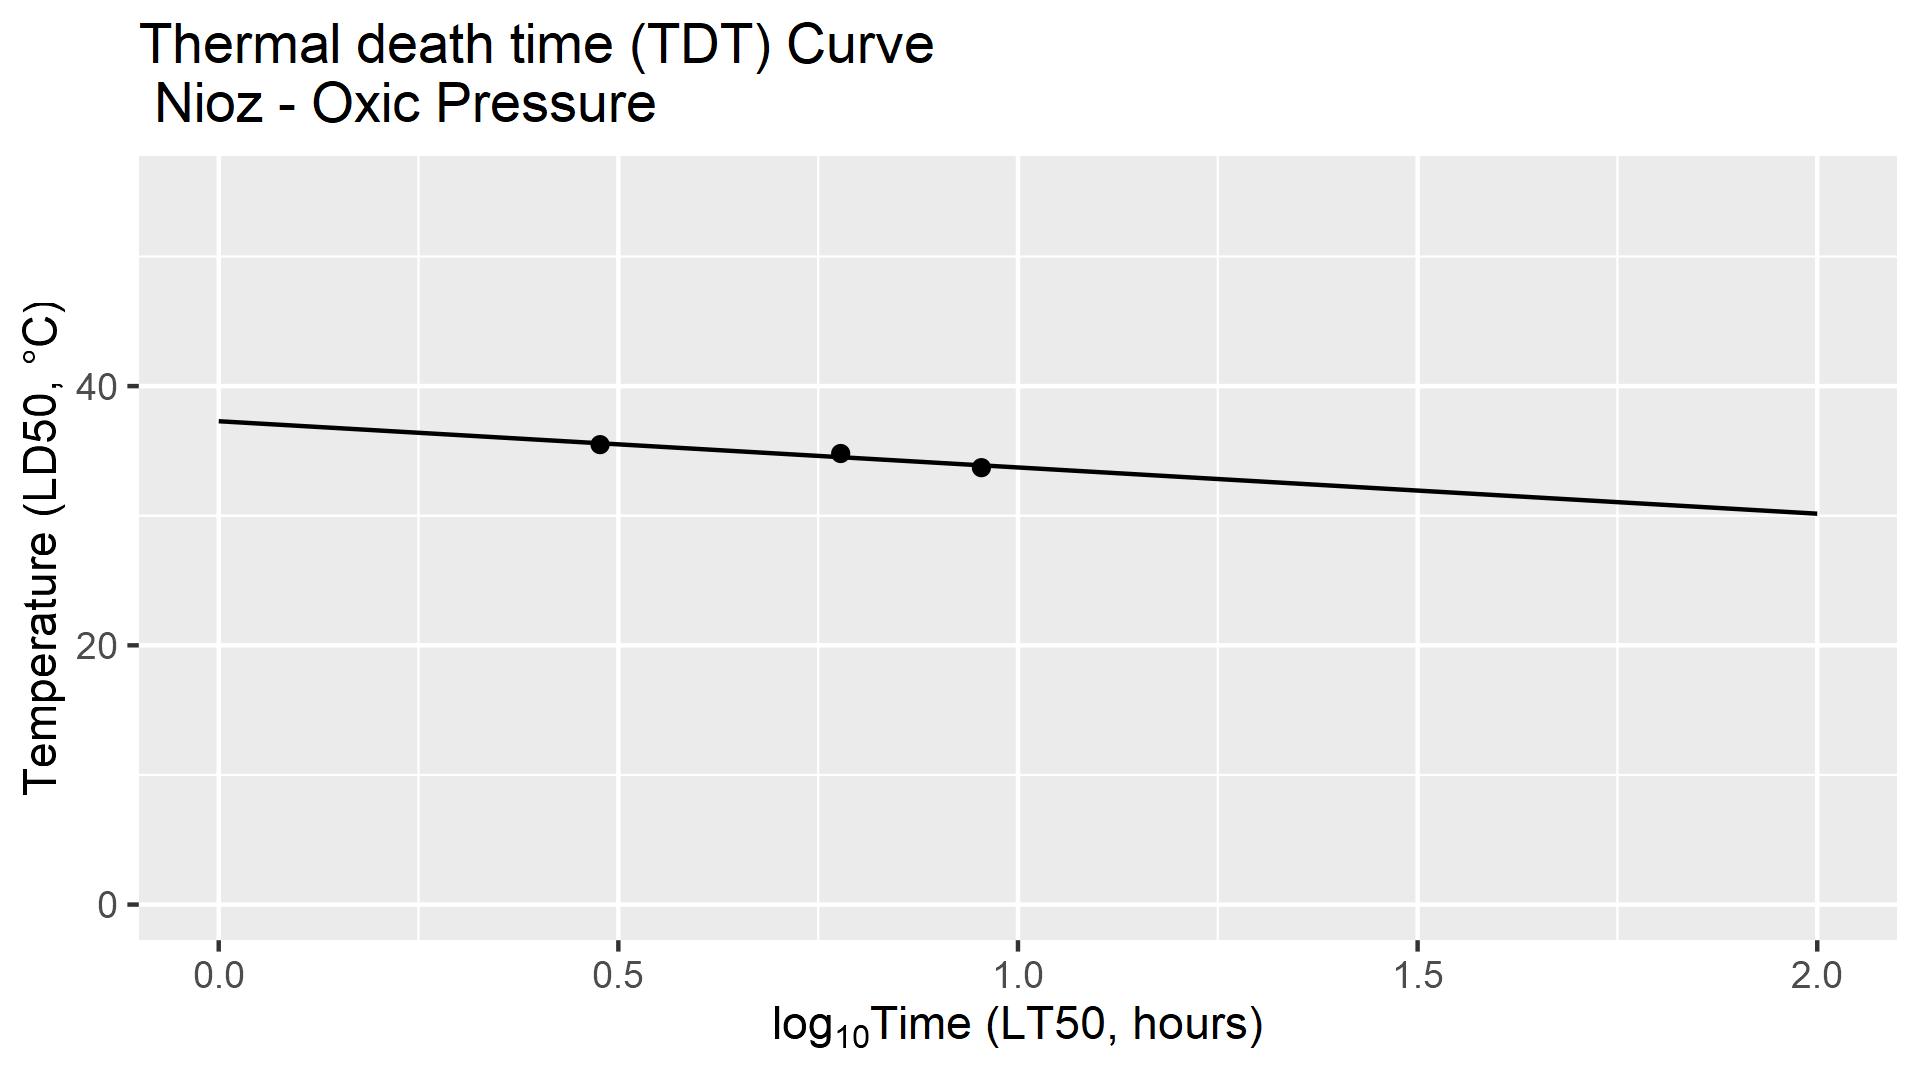 Thermal death time (TDT) Curve
Nioz - Oxic Pressure
Temperature (LD50, °C)
40
20
0
0.0
0.5
1.0
1.5
2.0
log₁₀Time (LT50, hours)